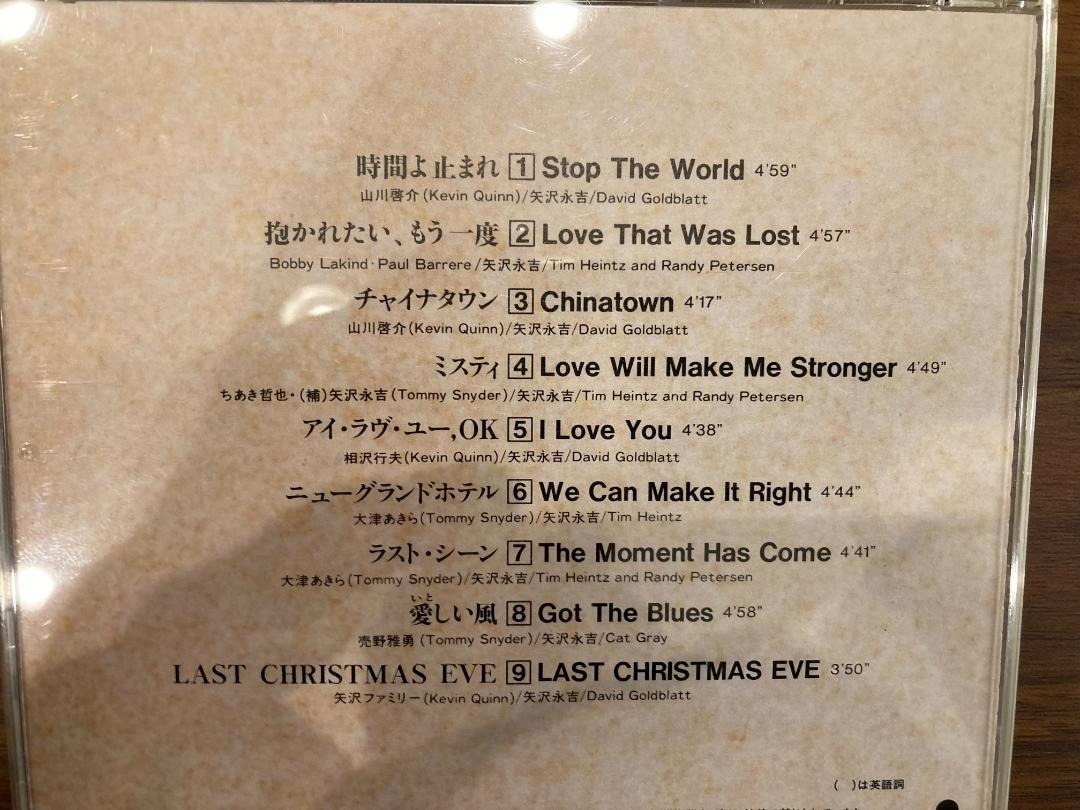 時間よ止まれ 1 Stop The World 4'59"
山川啓介(Kevin Quinn)/矢沢永吉/David Goldblatt
抱かれたい、もう一度 2 Love That Was Lost 4'57"
Bobby Lakind・Paul Barrere/矢沢永吉/Tim Heintz and Randy Petersen
チャイナタウン 3 Chinatown 4'17"
山川啓介(Kevin Quinn)/矢沢永吉/David Goldblatt
ミスティ 4 Love Will Make Me Stronger 4'49"
ちあき哲也・(補)矢沢永吉(Tommy Snyder)/矢沢永吉/Tim Heintz and Randy Petersen
アイ・ラヴ・ユー,OK 5 I Love You 4'38"
相沢行夫(Kevin Quinn)/矢沢永吉/David Goldblatt
ニューグランドホテル 6 We Can Make It Right 4'44"
大津あきら(Tommy Snyder)/矢沢永吉/Tim Heintz
ラスト・シーン 7 The Moment Has Come 4'41"
大津あきら(Tommy Snyder)/矢沢永吉/Tim Heintz and Randy Petersen
いと
愛しい風 8 Got The Blues 4'58"
売野雅勇 (Tommy Snyder)/矢沢永吉/Cat Gray
LAST CHRISTMAS EVE 9 LAST CHRISTMAS EVE 3'50"
矢沢ファミリー(Kevin Quinn)/矢沢永吉/David Goldblatt
( )は英語詞